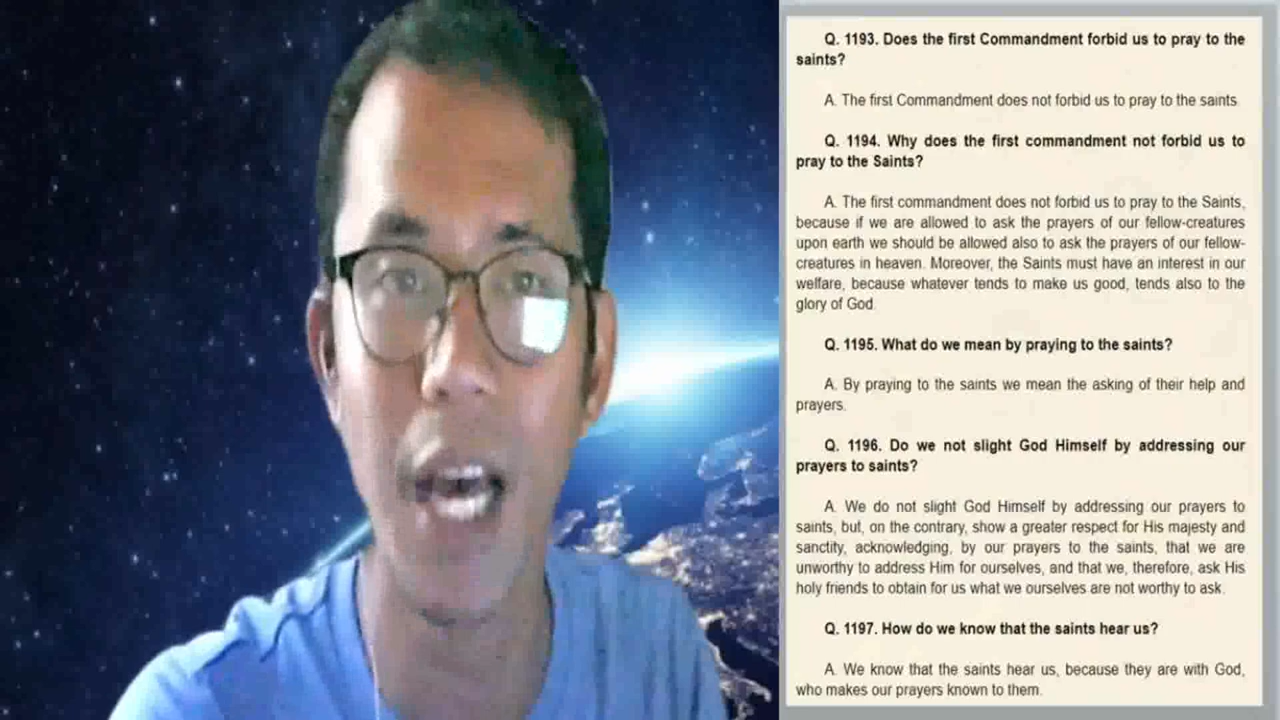 Q. 1193. Does the first Commandment forbid us to pray to the
saints?
A. The first Commandment does not forbid us to pray to the saints.
Q. 1194. Why does the first commandment not forbid us to
pray to the Saints?
A. The first commandment does not forbid us to pray to the Saints,
because if we are allowed to ask the prayers of our fellow-creatures
upon earth we should be allowed also to ask the prayers of our fellow-
creatures in heaven. Moreover, the Saints must have an interest in our
welfare, because whatever tends to make us good, tends also to the
glory of God.
Q. 1195. What do we mean by praying to the saints?
A. By praying to the saints we mean the asking of their help and
prayers.
Q. 1196. Do we not slight God Himself by addressing our
prayers to saints?
A. We do not slight God Himself by addressing our prayers to
saints, but, on the contrary, show a greater respect for His majesty and
sanctity, acknowledging, by our prayers to the saints, that we are
unworthy to address Him for ourselves, and that we, therefore, ask His
holy friends to obtain for us what we ourselves are not worthy to ask.
Q. 1197. How do we know that the saints hear us?
A. We know that the saints hear us, because they are with God,
who makes our prayers known to them.